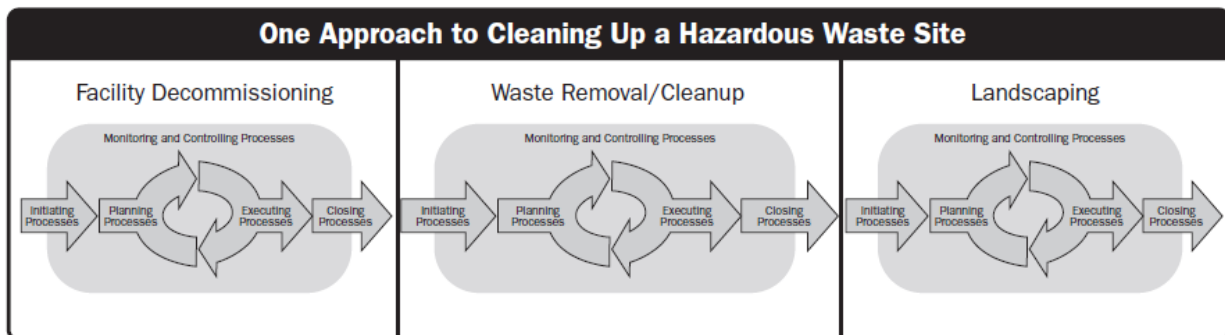 One Approach to Cleaning Up a Hazardous Waste Site
Facility Decommissioning
Monitoring and Controlling Processes
Initiating
Processes
Planning
Processes
Executing
Processes
Closing
Processes
Waste Removal/Cleanup
Monitoring and Controlling Processes
Initiating
Processes
Planning
Processes
Executing
Processes
Closing
Processes
Landscaping
Monitoring and Controlling Processes
Initiating
Processes
Planning
Processes
Executing
Processes
Closing
Processes